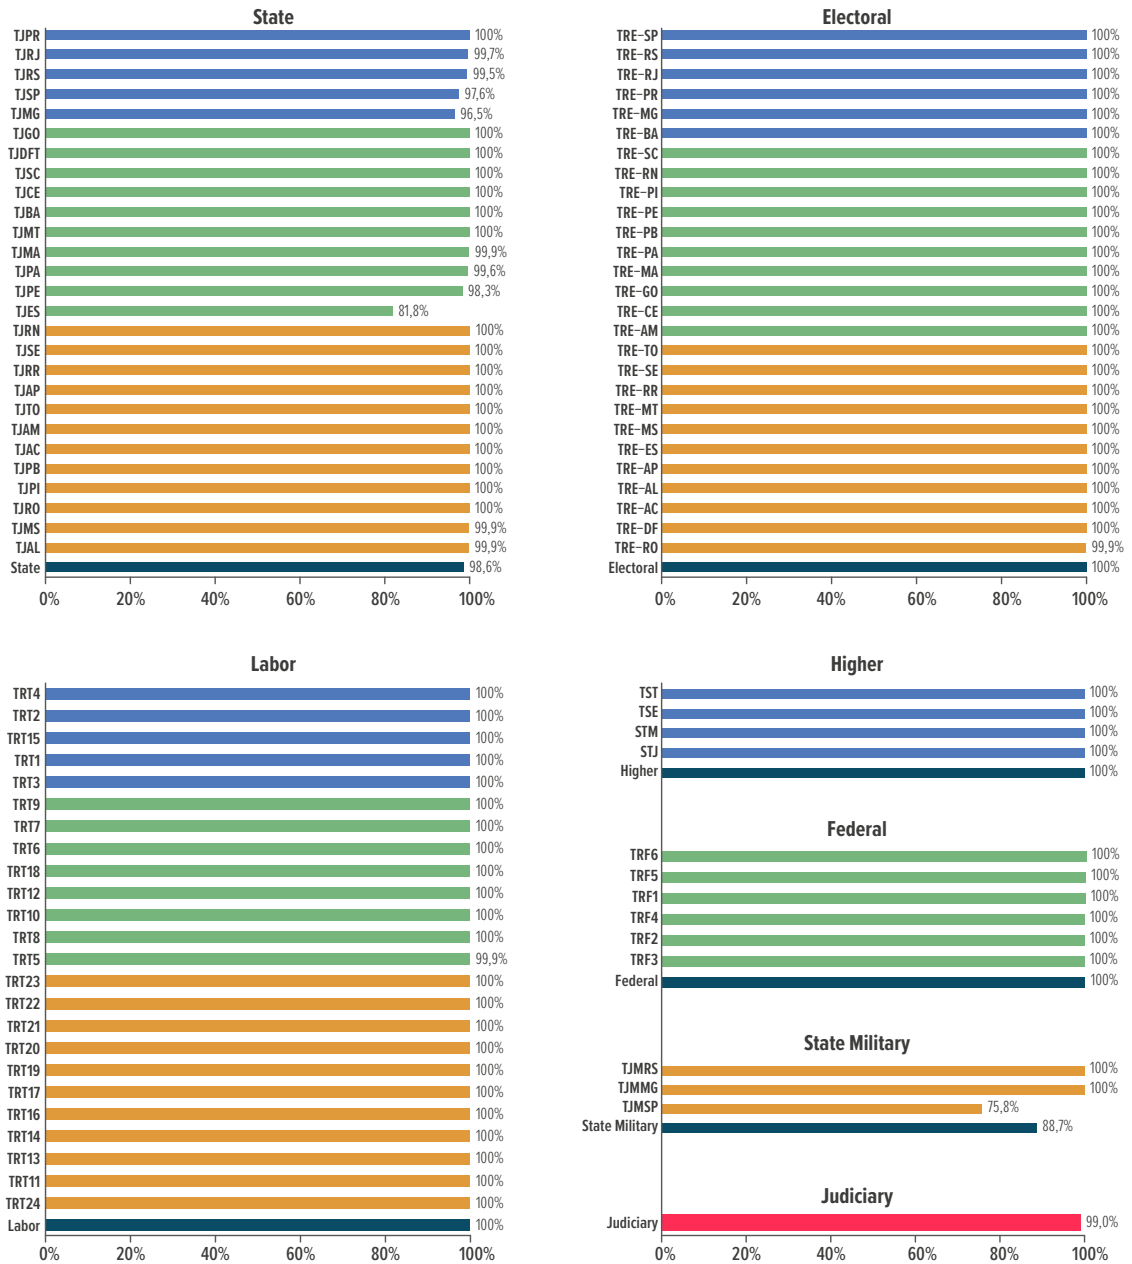 State
TJPR 100%
TJRJ 99,7%
TJRS 99,5%
TJSP 97,6%
TJMG 96,5%
TJGO 100%
TJDFT 100%
TJSC 100%
TJCE 100%
TJBA 100%
TJMT 100%
TJMA 99,9%
TJPA 99,6%
TJPE 98,3%
TJES 81,8%
TJRN 100%
TJSE 100%
TJRR 100%
TJAP 100%
TJTO 100%
TJAM 100%
TJAC 100%
TJPB 100%
TJPI 100%
TJRO 100%
TJMS 99,9%
TJAL 99,9%
State 98,6%
0% 20% 40% 60% 80% 100%
Electoral
TRE-SP 100%
TRE-RS 100%
TRE-RJ 100%
TRE-PR 100%
TRE-MG 100%
TRE-BA 100%
TRE-SC 100%
TRE-RN 100%
TRE-PI 100%
TRE-PE 100%
TRE-PB 100%
TRE-PA 100%
TRE-MA 100%
TRE-GO 100%
TRE-CE 100%
TRE-AM 100%
TRE-TO 100%
TRE-SE 100%
TRE-RR 100%
TRE-MT 100%
TRE-MS 100%
TRE-ES 100%
TRE-AP 100%
TRE-AL 100%
TRE-AC 100%
TRE-DF 100%
TRE-RO 99,9%
Electoral 100%
0% 20% 40% 60% 80% 100%
Labor
TRT4 100%
TRT2 100%
TRT15 100%
TRT1 100%
TRT3 100%
TRT9 100%
TRT7 100%
TRT6 100%
TRT18 100%
TRT12 100%
TRT10 100%
TRT8 100%
TRT5 99,9%
TRT23 100%
TRT22 100%
TRT21 100%
TRT20 100%
TRT19 100%
TRT17 100%
TRT16 100%
TRT14 100%
TRT13 100%
TRT11 100%
TRT24 100%
Labor 100%
0% 20% 40% 60% 80% 100%
Higher
TST 100%
TSE 100%
STM 100%
STJ 100%
Higher 100%
Federal
TRF6 100%
TRF5 100%
TRF1 100%
TRF4 100%
TRF2 100%
TRF3 100%
Federal 100%
State Military
TJMRS 100%
TJMMG 100%
TJMSP 75,8%
State Military 88,7%
Judiciary
Judiciary 99,0%
0% 20% 40% 60% 80% 100%